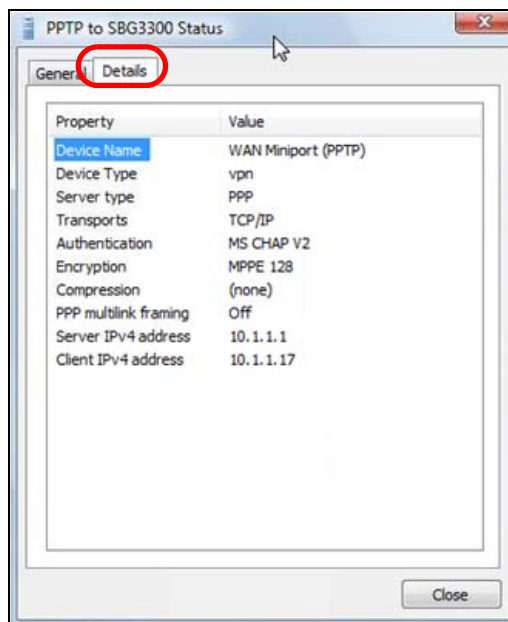 PPTP to SBG3300 Status
General Details
Property Value
Device Name WAN Miniport (PPTP)
Device Type vpn
Server type PPP
Transports TCP/IP
Authentication MS CHAP V2
Encryption MPPE 128
Compression (none)
PPP multilink framing Off
Server IPv4 address 10.1.1.1
Client IPv4 address 10.1.1.17
Close